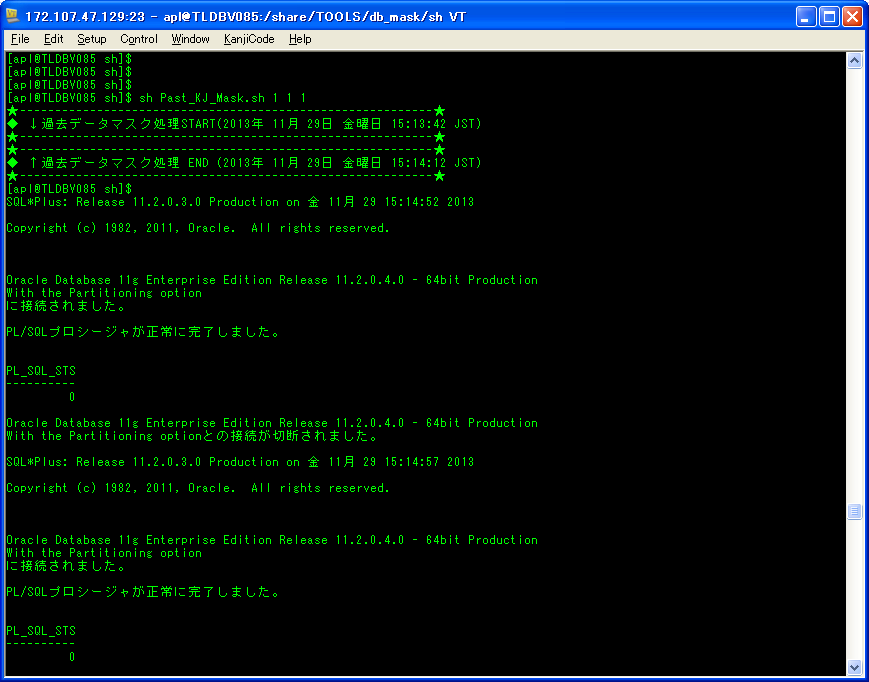 172.107.47.129:23 - apl@TLDBV085:/share/TOOLS/db_mask/sh VT
File Edit Setup Control Window KanjiCode Help
[apl@TLDBV085 sh]$
[apl@TLDBV085 sh]$
[apl@TLDBV085 sh]$
[apl@TLDBV085 sh]$ sh Past_KJ_Mask.sh 1 1 1
★-----------------------------------------------------------★
◆ ↓過去データマスク処理START(2013年 11月 29日 金曜日 15:13:42 JST)
★-----------------------------------------------------------★
★-----------------------------------------------------------★
◆ ↑過去データマスク処理 END (2013年 11月 29日 金曜日 15:14:12 JST)
★-----------------------------------------------------------★
[apl@TLDBV085 sh]$
SQL*Plus: Release 11.2.0.3.0 Production on 金 11月 29 15:14:52 2013
Copyright (c) 1982, 2011, Oracle.  All rights reserved.
Oracle Database 11g Enterprise Edition Release 11.2.0.4.0 - 64bit Production
With the Partitioning option
に接続されました。
PL/SQLプロシージャが正常に完了しました。
PL_SQL_STS
----------
0
Oracle Database 11g Enterprise Edition Release 11.2.0.4.0 - 64bit Production
With the Partitioning optionとの接続が切断されました。
SQL*Plus: Release 11.2.0.3.0 Production on 金 11月 29 15:14:57 2013
Copyright (c) 1982, 2011, Oracle.  All rights reserved.
Oracle Database 11g Enterprise Edition Release 11.2.0.4.0 - 64bit Production
With the Partitioning option
に接続されました。
PL/SQLプロシージャが正常に完了しました。
PL_SQL_STS
----------
0